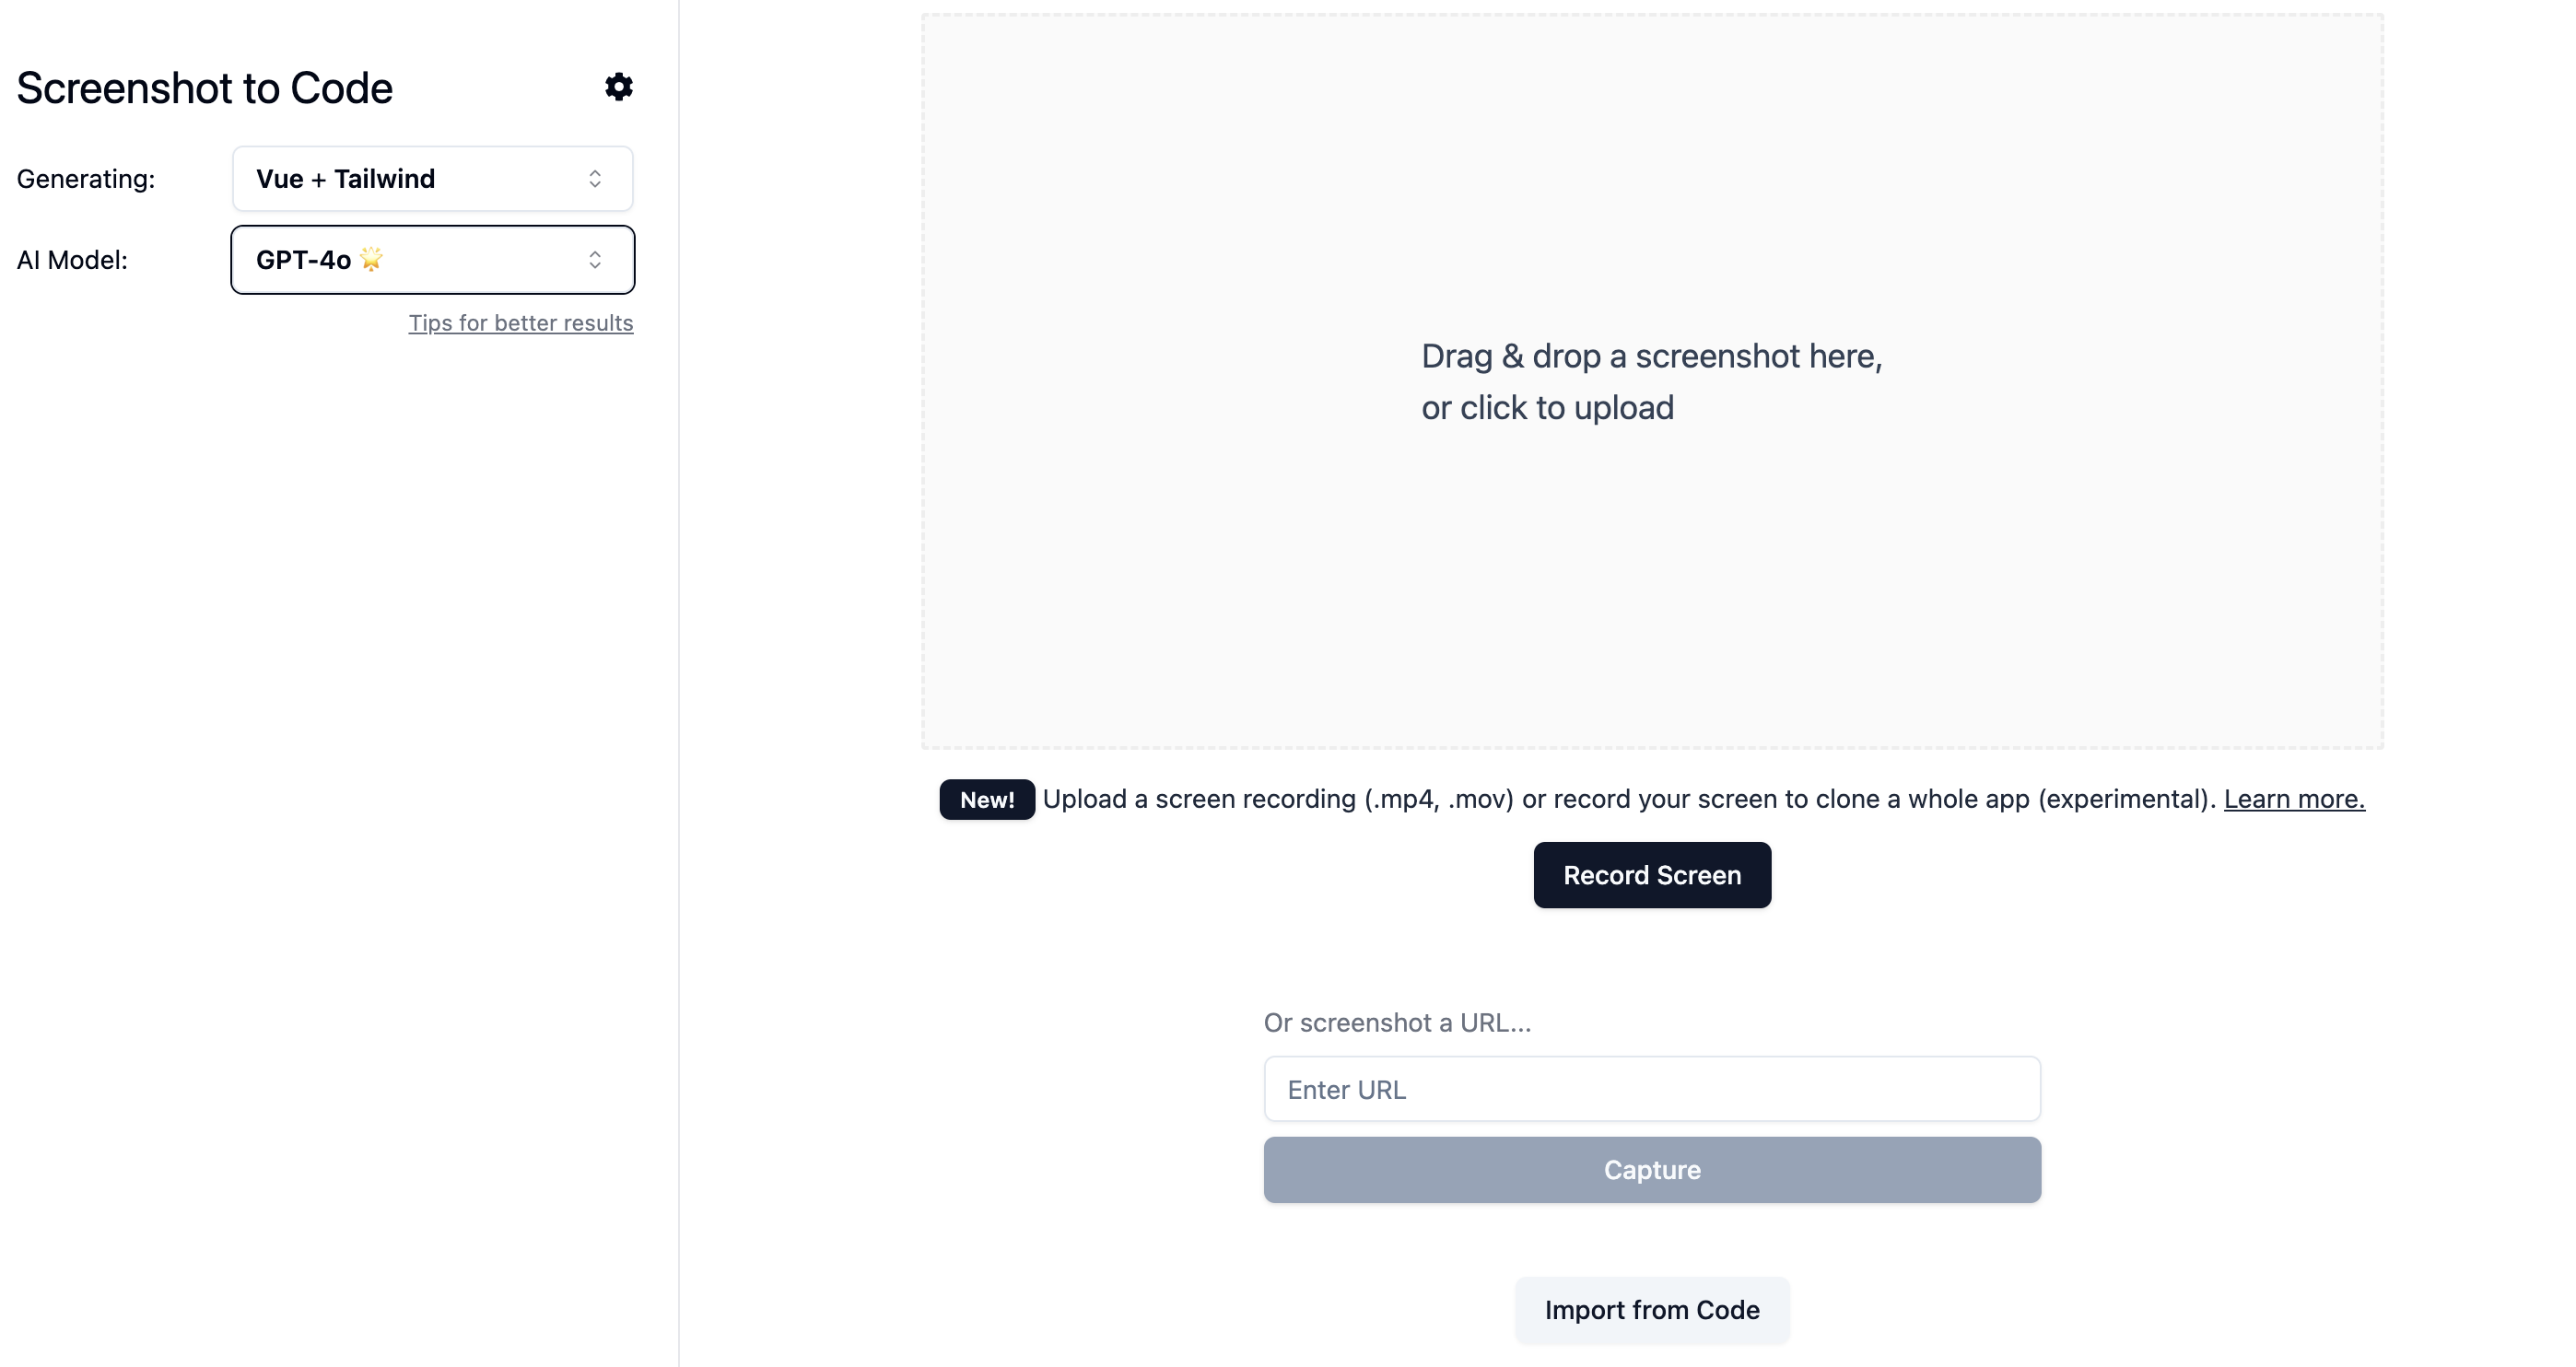 Screenshot to Code
Generating:
Vue + Tailwind
AI Model:
GPT-4o 🌟
Tips for better results
Drag & drop a screenshot here,
or click to upload
New! Upload a screen recording (.mp4, .mov) or record your screen to clone a whole app (experimental). Learn more.
Record Screen
Or screenshot a URL...
Enter URL
Capture
Import from Code